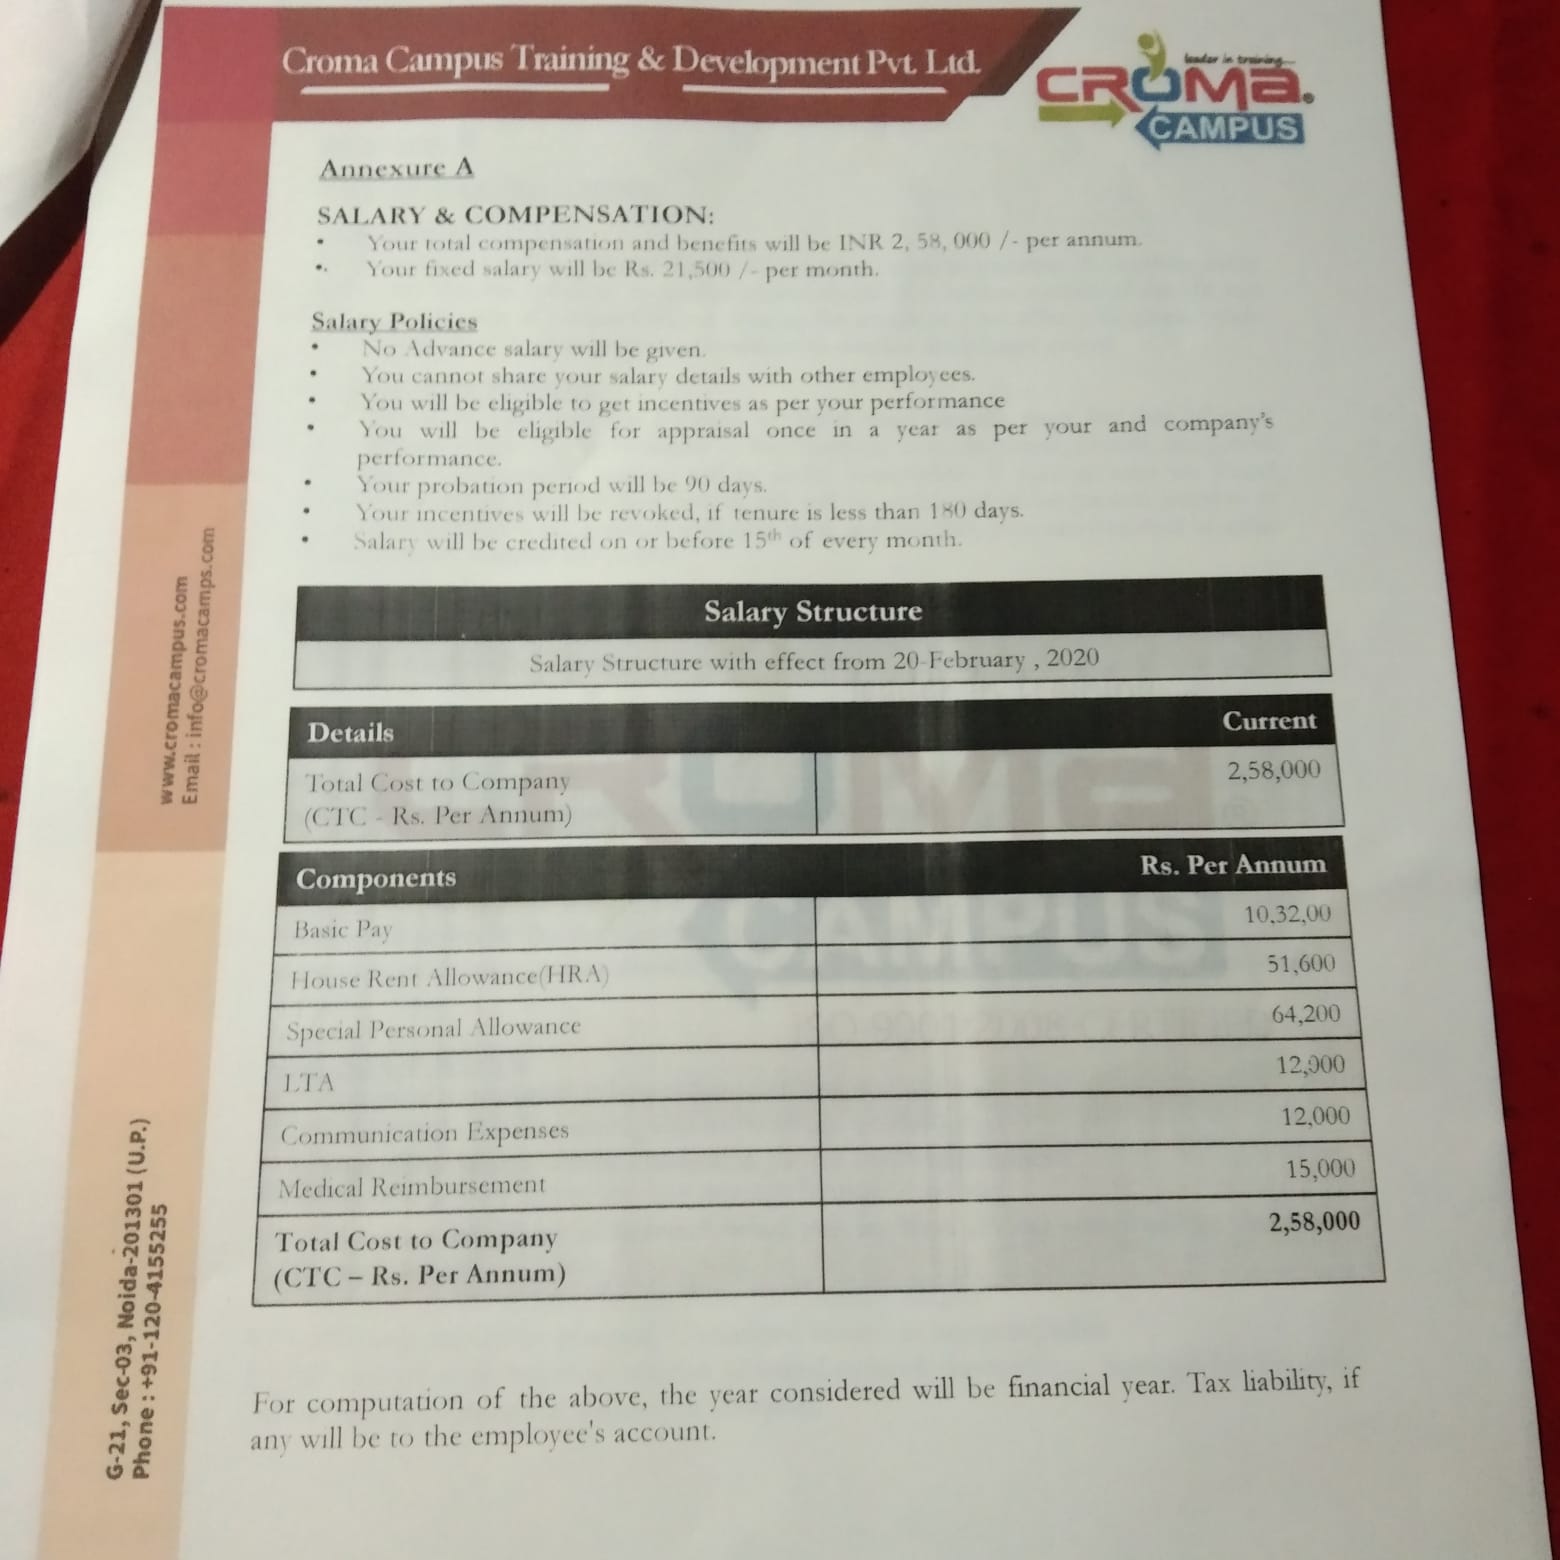 Croma Campus Training & Development Pvt. Ltd.
leader in training...
CROMA
CAMPUS
Annexure A
SALARY & COMPENSATION:
• Your total compensation and benefits will be INR 2, 58, 000 /- per annum.
•. Your fixed salary will be Rs. 21,500 /- per month.
Salary Policies
• No Advance salary will be given.
• You cannot share your salary details with other employees.
• You will be eligible to get incentives as per your performance
• You will be eligible for appraisal once in a year as per your and company's
performance.
• Your probation period will be 90 days.
• Your incentives will be revoked, if tenure is less than 180 days.
• Salary will be credited on or before 15th of every month.
Salary Structure
Salary Structure with effect from 20-February , 2020
Details Current
Total Cost to Company 2,58,000
(CTC - Rs. Per Annum)
Components Rs. Per Annum
Basic Pay 10,32,00
House Rent Allowance(HRA) 51,600
Special Personal Allowance 64,200
LTA 12,000
Communication Expenses 12,000
Medical Reimbursement 15,000
Total Cost to Company 2,58,000
(CTC – Rs. Per Annum)
For computation of the above, the year considered will be financial year. Tax liability, if
any will be to the employee's account.
www.cromacampus.com
Email : info@cromacamps.com
G-21, Sec-03, Noida-201301 (U.P.)
Phone : +91-120-4155255